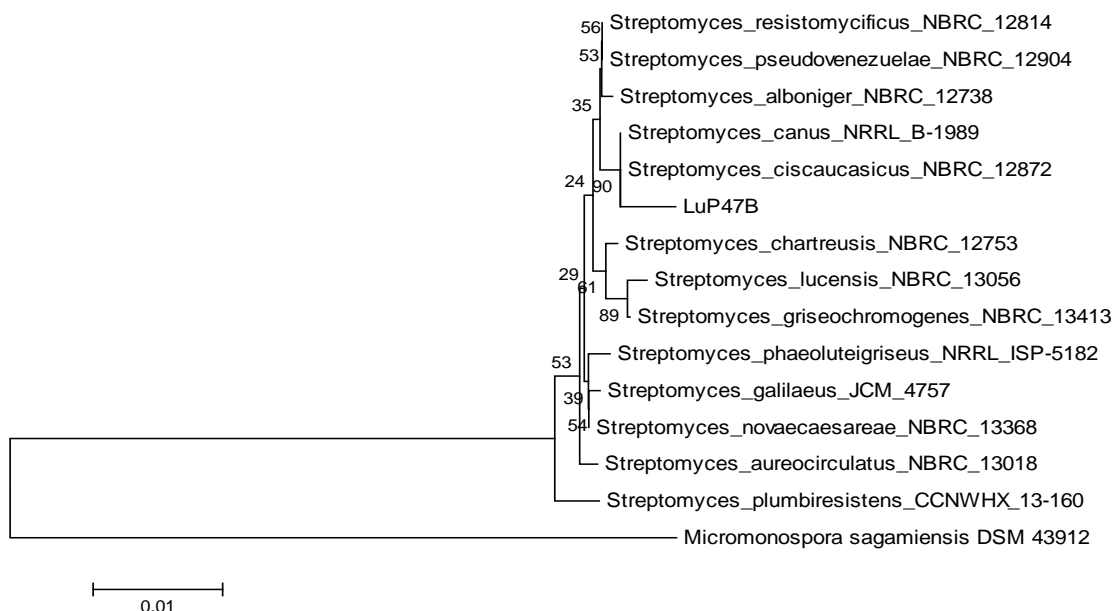 56
Streptomyces_resistomycificus_NBRC_12814
53
Streptomyces_pseudovenezuelae_NBRC_12904
Streptomyces_alboniger_NBRC_12738
35
Streptomyces_canus_NRRL_B-1989
Streptomyces_ciscaucasicus_NBRC_12872
24
90
LuP47B
Streptomyces_chartreusis_NBRC_12753
29
61
Streptomyces_lucensis_NBRC_13056
89
Streptomyces_griseochromogenes_NBRC_13413
Streptomyces_phaeoluteigriseus_NRRL_ISP-5182
53
Streptomyces_galilaeus_JCM_4757
39
54
Streptomyces_novaecaesareae_NBRC_13368
Streptomyces_aureocirculatus_NBRC_13018
Streptomyces_plumbiresistens_CCNWHX_13-160
Micromonospora sagamiensis DSM 43912
0.01